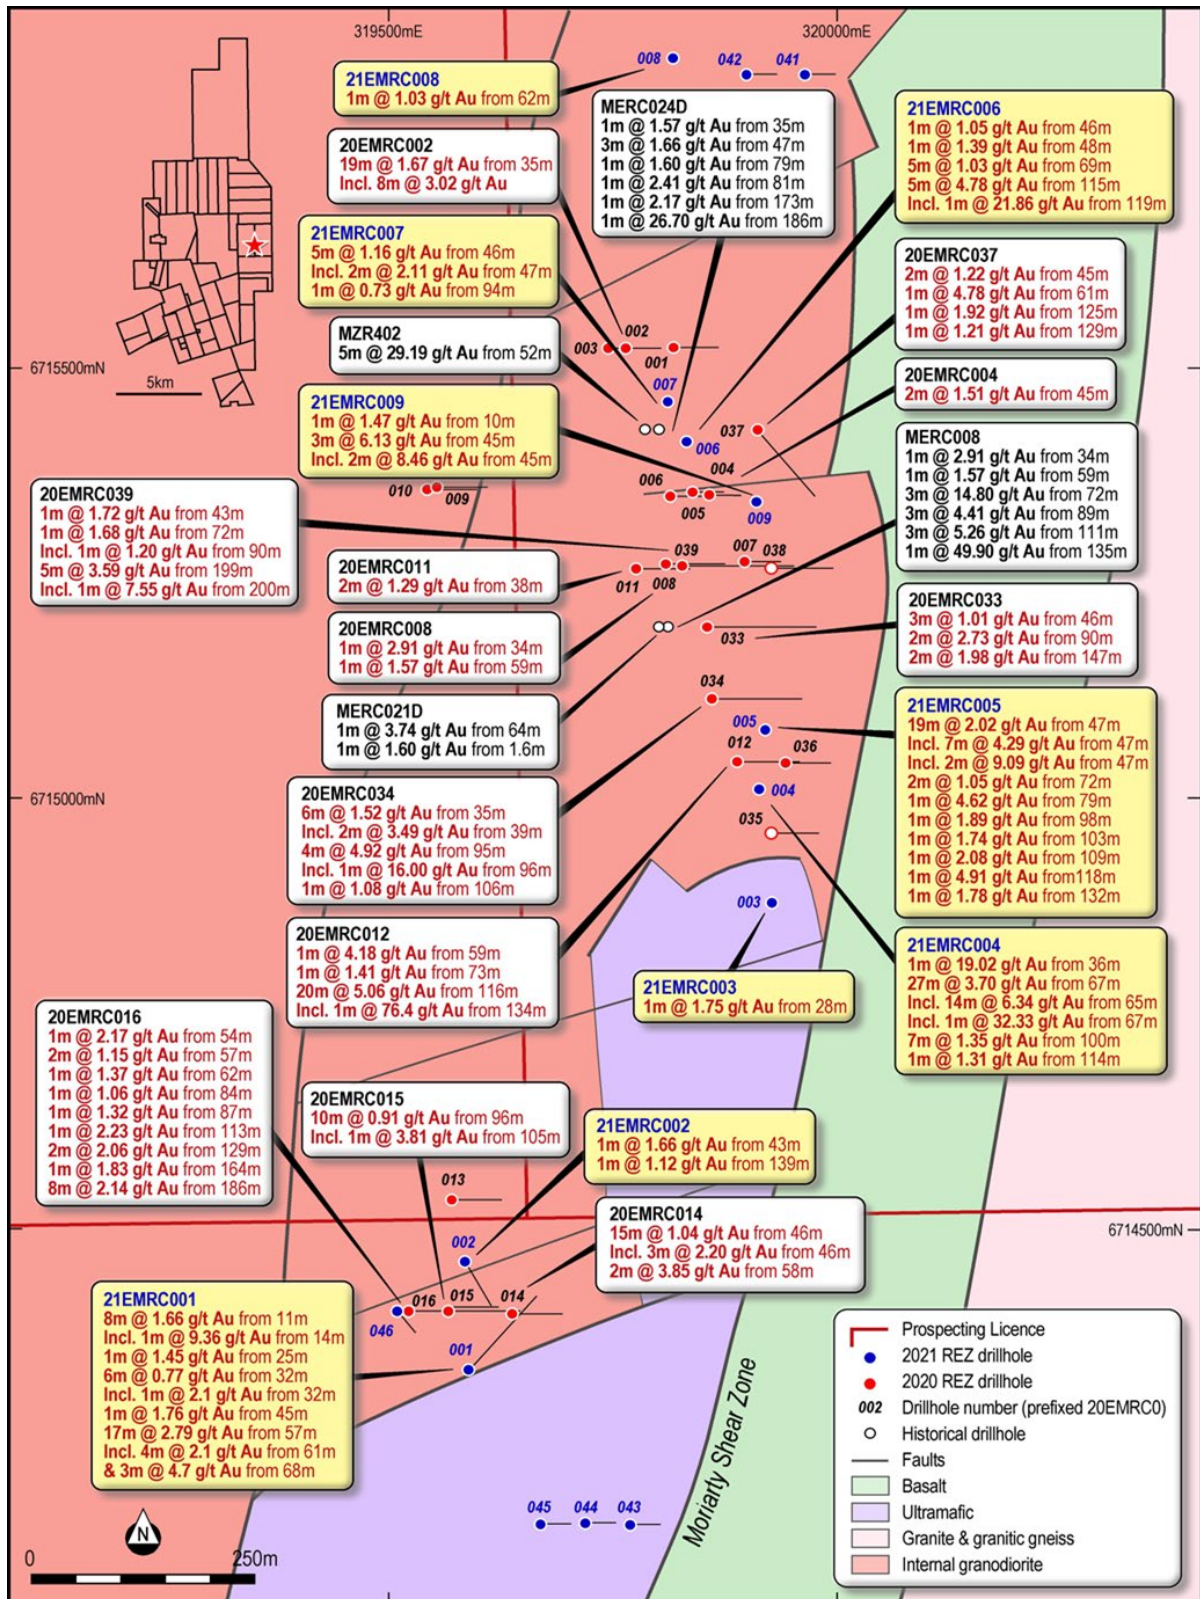 319500mE
320000mE
008
042
041
21EMRC008
1m @ 1.03 g/t Au from 62m
MERC024D
1m @ 1.57 g/t Au from 35m
3m @ 1.66 g/t Au from 47m
1m @ 1.60 g/t Au from 79m
1m @ 2.41 g/t Au from 81m
1m @ 2.17 g/t Au from 173m
1m @ 26.70 g/t Au from 186m
21EMRC006
1m @ 1.05 g/t Au from 46m
1m @ 1.39 g/t Au from 48m
5m @ 1.03 g/t Au from 69m
5m @ 4.78 g/t Au from 115m
Incl. 1m @ 21.86 g/t Au from 119m
20EMRC002
19m @ 1.67 g/t Au from 35m
Incl. 8m @ 3.02 g/t Au
21EMRC007
5m @ 1.16 g/t Au from 46m
Incl. 2m @ 2.11 g/t Au from 47m
1m @ 0.73 g/t Au from 94m
20EMRC037
2m @ 1.22 g/t Au from 45m
1m @ 4.78 g/t Au from 61m
1m @ 1.92 g/t Au from 125m
1m @ 1.21 g/t Au from 129m
MZR402
5m @ 29.19 g/t Au from 52m
002
003
001
007
6715500mN
5km
20EMRC004
2m @ 1.51 g/t Au from 45m
21EMRC009
1m @ 1.47 g/t Au from 10m
3m @ 6.13 g/t Au from 45m
Incl. 2m @ 8.46 g/t Au from 45m
037
006
004
006
005
009
010
009
MERC008
1m @ 2.91 g/t Au from 34m
1m @ 1.57 g/t Au from 59m
3m @ 14.80 g/t Au from 72m
3m @ 4.41 g/t Au from 89m
3m @ 5.26 g/t Au from 111m
1m @ 49.90 g/t Au from 135m
20EMRC039
1m @ 1.72 g/t Au from 43m
1m @ 1.68 g/t Au from 72m
Incl. 1m @ 1.20 g/t Au from 90m
5m @ 3.59 g/t Au from 199m
Incl. 1m @ 7.55 g/t Au from 200m
039
007
038
011
008
20EMRC011
2m @ 1.29 g/t Au from 38m
20EMRC008
1m @ 2.91 g/t Au from 34m
1m @ 1.57 g/t Au from 59m
033
20EMRC033
3m @ 1.01 g/t Au from 46m
2m @ 2.73 g/t Au from 90m
2m @ 1.98 g/t Au from 147m
MERC021D
1m @ 3.74 g/t Au from 64m
1m @ 1.60 g/t Au from 1.6m
034
005
012
036
004
035
21EMRC005
19m @ 2.02 g/t Au from 47m
Incl. 7m @ 4.29 g/t Au from 47m
Incl. 2m @ 9.09 g/t Au from 47m
2m @ 1.05 g/t Au from 72m
1m @ 4.62 g/t Au from 79m
1m @ 1.89 g/t Au from 98m
1m @ 1.74 g/t Au from 103m
1m @ 2.08 g/t Au from 109m
1m @ 4.91 g/t Au from118m
1m @ 1.78 g/t Au from 132m
6715000mN
20EMRC034
6m @ 1.52 g/t Au from 35m
Incl. 2m @ 3.49 g/t Au from 39m
4m @ 4.92 g/t Au from 95m
Incl. 1m @ 16.00 g/t Au from 96m
1m @ 1.08 g/t Au from 106m
003
20EMRC012
1m @ 4.18 g/t Au from 59m
1m @ 1.41 g/t Au from 73m
20m @ 5.06 g/t Au from 116m
Incl. 1m @ 76.4 g/t Au from 134m
21EMRC003
1m @ 1.75 g/t Au from 28m
21EMRC004
1m @ 19.02 g/t Au from 36m
27m @ 3.70 g/t Au from 67m
Incl. 14m @ 6.34 g/t Au from 65m
Incl. 1m @ 32.33 g/t Au from 67m
7m @ 1.35 g/t Au from 100m
1m @ 1.31 g/t Au from 114m
20EMRC016
1m @ 2.17 g/t Au from 54m
2m @ 1.15 g/t Au from 57m
1m @ 1.37 g/t Au from 62m
1m @ 1.06 g/t Au from 84m
1m @ 1.32 g/t Au from 87m
1m @ 2.23 g/t Au from 113m
2m @ 2.06 g/t Au from 129m
1m @ 1.83 g/t Au from 164m
8m @ 2.14 g/t Au from 186m
20EMRC015
10m @ 0.91 g/t Au from 96m
Incl. 1m @ 3.81 g/t Au from 105m
21EMRC002
1m @ 1.66 g/t Au from 43m
1m @ 1.12 g/t Au from 139m
013
20EMRC014
15m @ 1.04 g/t Au from 46m
Incl. 3m @ 2.20 g/t Au from 46m
2m @ 3.85 g/t Au from 58m
6714500mN
002
016
015
014
046
001
21EMRC001
8m @ 1.66 g/t Au from 11m
Incl. 1m @ 9.36 g/t Au from 14m
1m @ 1.45 g/t Au from 25m
6m @ 0.77 g/t Au from 32m
Incl. 1m @ 2.1 g/t Au from 32m
1m @ 1.76 g/t Au from 45m
17m @ 2.79 g/t Au from 57m
Incl. 4m @ 2.1 g/t Au from 61m
& 3m @ 4.7 g/t Au from 68m
Moriarty Shear Zone
045
044
043
N
0
250m
Prospecting Licence
2021 REZ drillhole
2020 REZ drillhole
002
Drillhole number (prefixed 20EMRC0)
Historical drillhole
Faults
Basalt
Ultramafic
Granite & granitic gneiss
Internal granodiorite